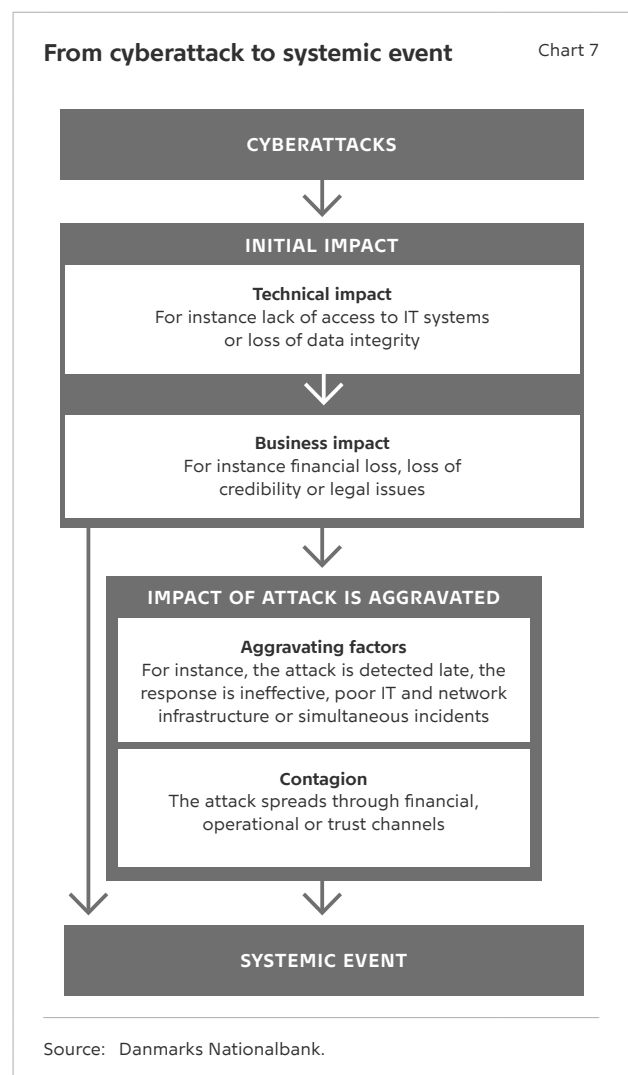 From cyberattack to systemic event
Chart 7
CYBERATTACKS
INITIAL IMPACT
Technical impact
For instance lack of access to IT systems
or loss of data integrity
Business impact
For instance financial loss, loss of
credibility or legal issues
IMPACT OF ATTACK IS AGGRAVATED
Aggravating factors
For instance, the attack is detected late, the
response is ineffective, poor IT and network
infrastructure or simultaneous incidents
Contagion
The attack spreads through financial,
operational or trust channels
SYSTEMIC EVENT
Source: Danmarks Nationalbank.